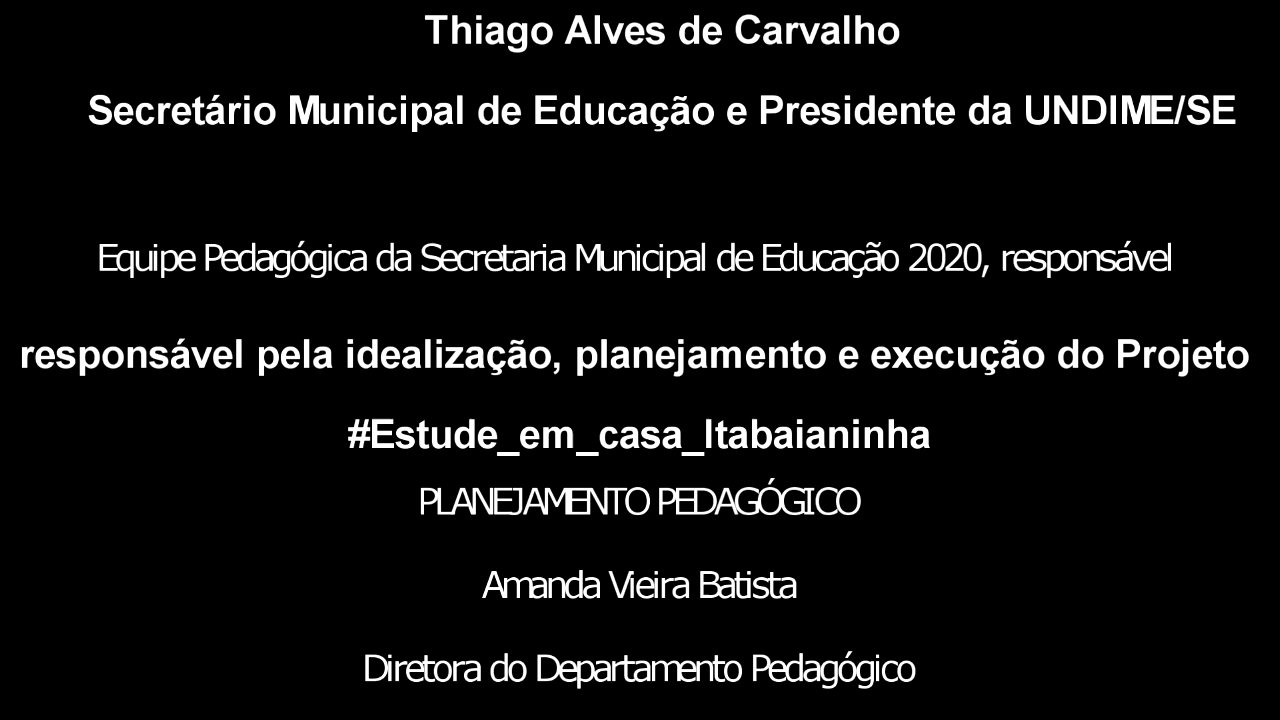 Thiago Alves de Carvalho
Secretário Municipal de Educação e Presidente da UNDIME/SE
Equipe Pedagógica da Secretaria Municipal de Educação 2020, responsável
responsável pela idealização, planejamento e execução do Projeto
#Estude_em_casa_Itabaianinha
PLANEJAMENTO PEDAGÓGICO
Amanda Vieira Batista
Diretora do Departamento Pedagógico